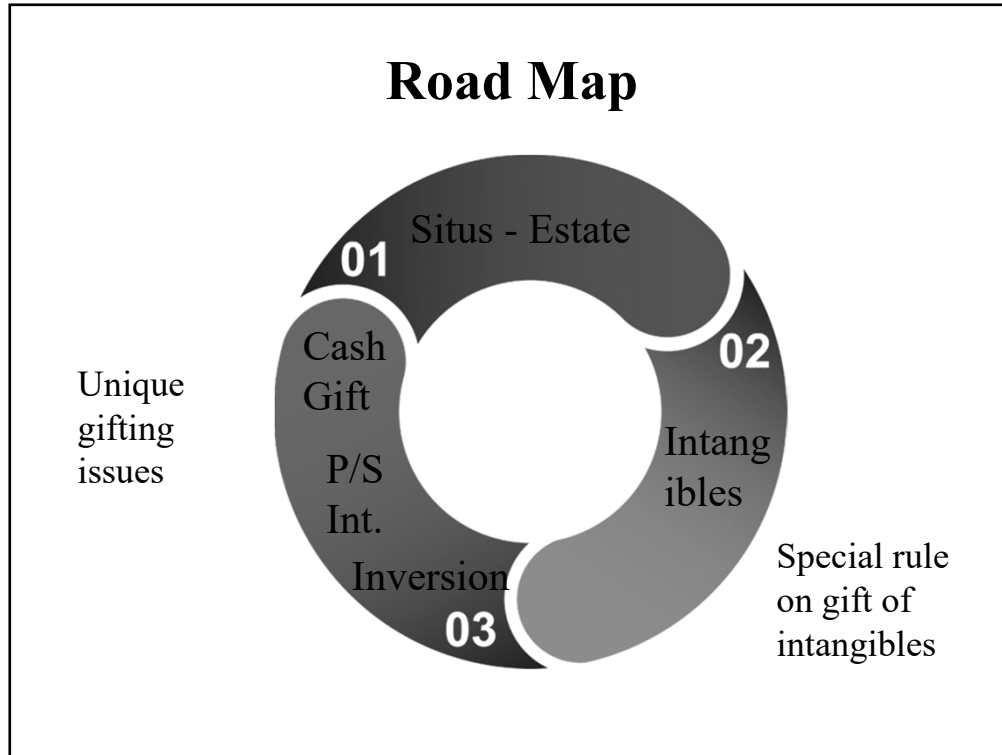 Road Map
Situs - Estate
01
02
Intang
ibles
Special rule
on gift of
intangibles
03
Cash
Gift
P/S
Int.
Inversion
Unique
gifting
issues